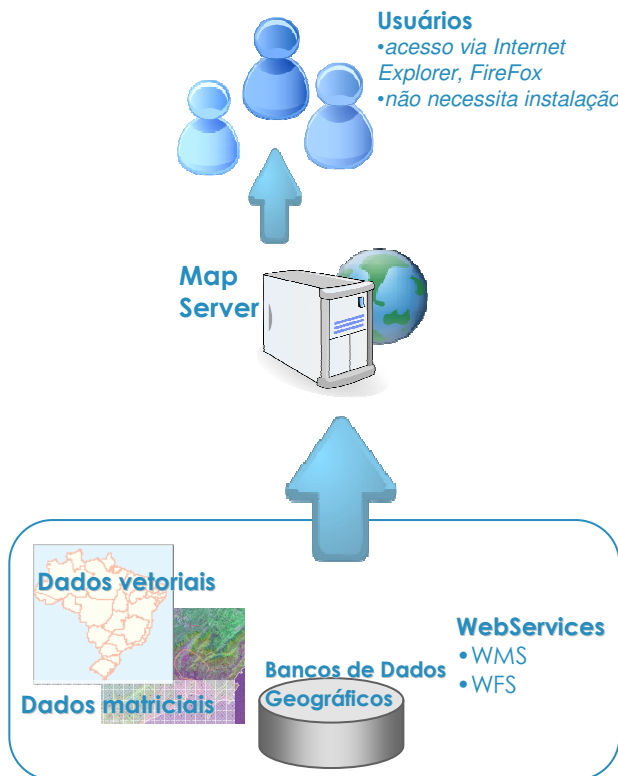 Usuários
•acesso via Internet
Explorer, FireFox
•não necessita instalação
Map
Server
Dados vetoriais
Dados matriciais
Bancos de Dados
Geográficos
WebServices
•WMS
•WFS